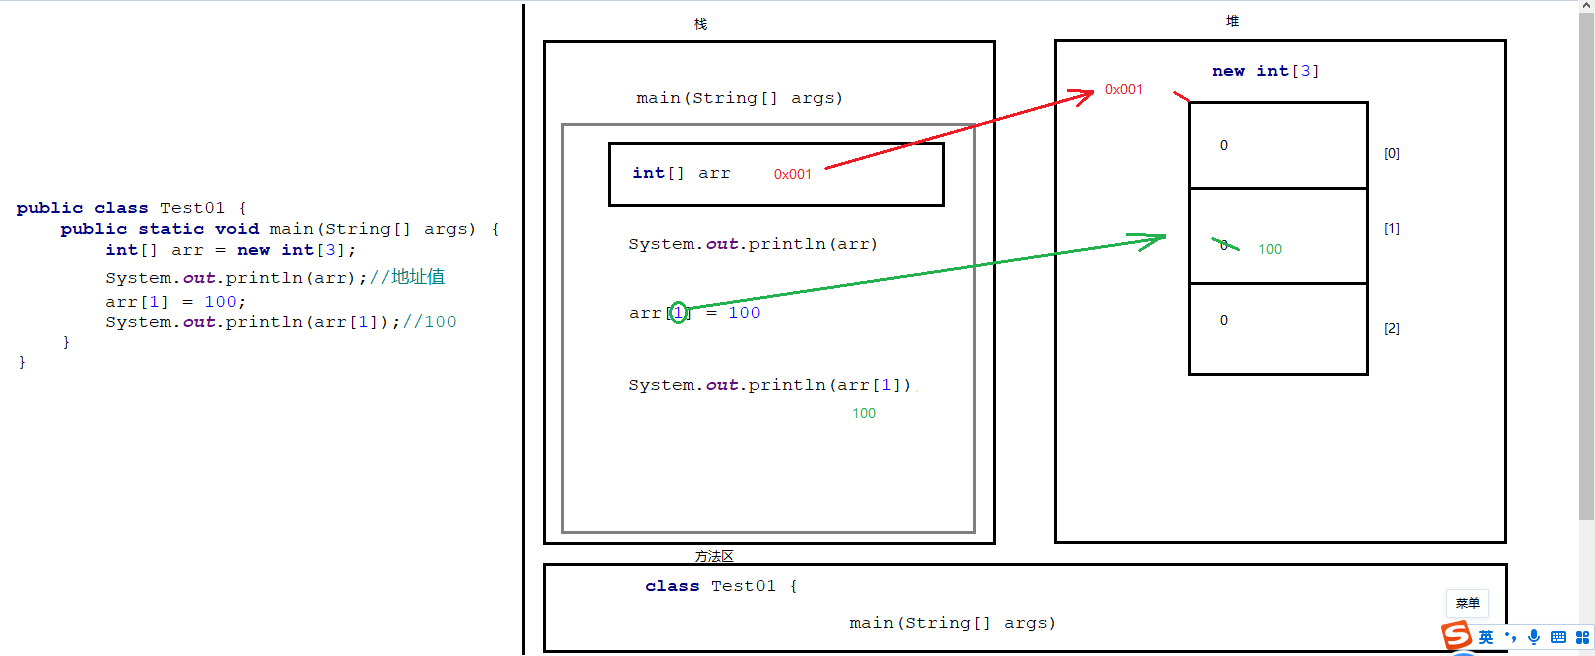 public class Test01 {
public static void main(String[] args) {
int[] arr = new int[3];
System.out.println(arr);//地址值
arr[1] = 100;
System.out.println(arr[1]);//100
}
}
栈
main(String[] args)
int[] arr 0x001
System.out.println(arr)
arr[1] = 100
System.out.println(arr[1])
100
堆
new int[3]
0x001
0 [0]
0 100 [1]
0 [2]
方法区
class Test01 {
main(String[] args)
菜单
S 英